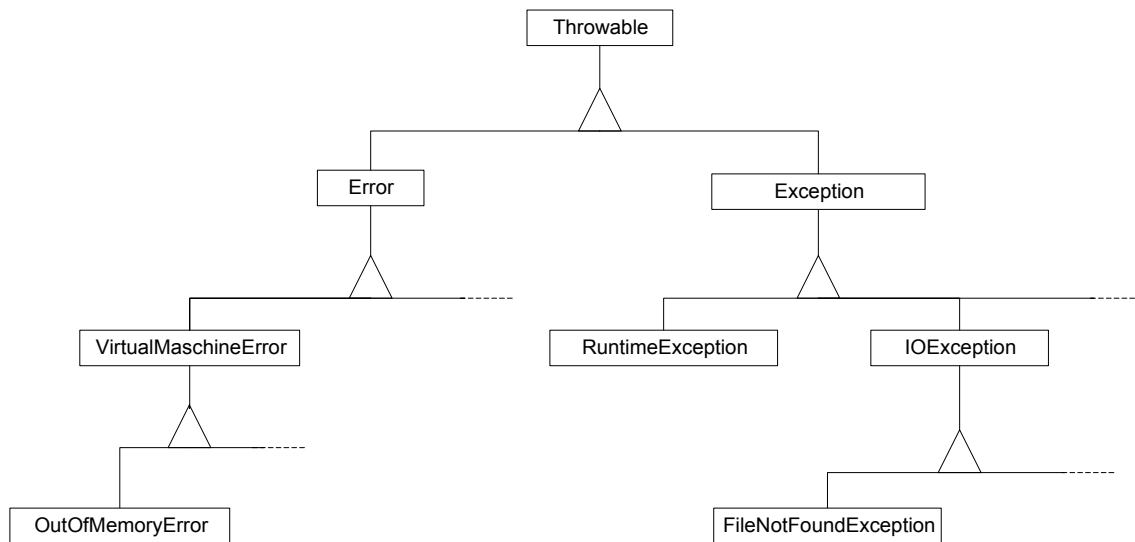 Throwable
Error
Exception
VirtualMaschineError
RuntimeException
IOException
OutOfMemoryError
FileNotFoundException